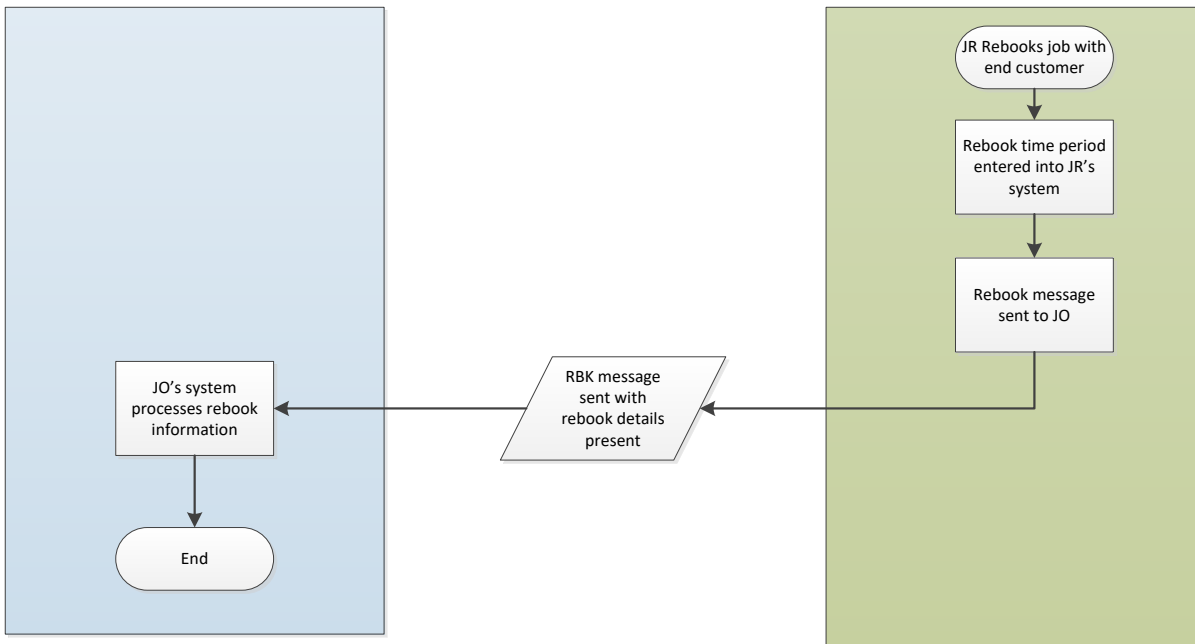 JR Rebooks job with
end customer
Rebook time period
entered into JR's
system
Rebook message
sent to JO
RBK message
sent with
rebook details
present
JO's system
processes rebook
information
End